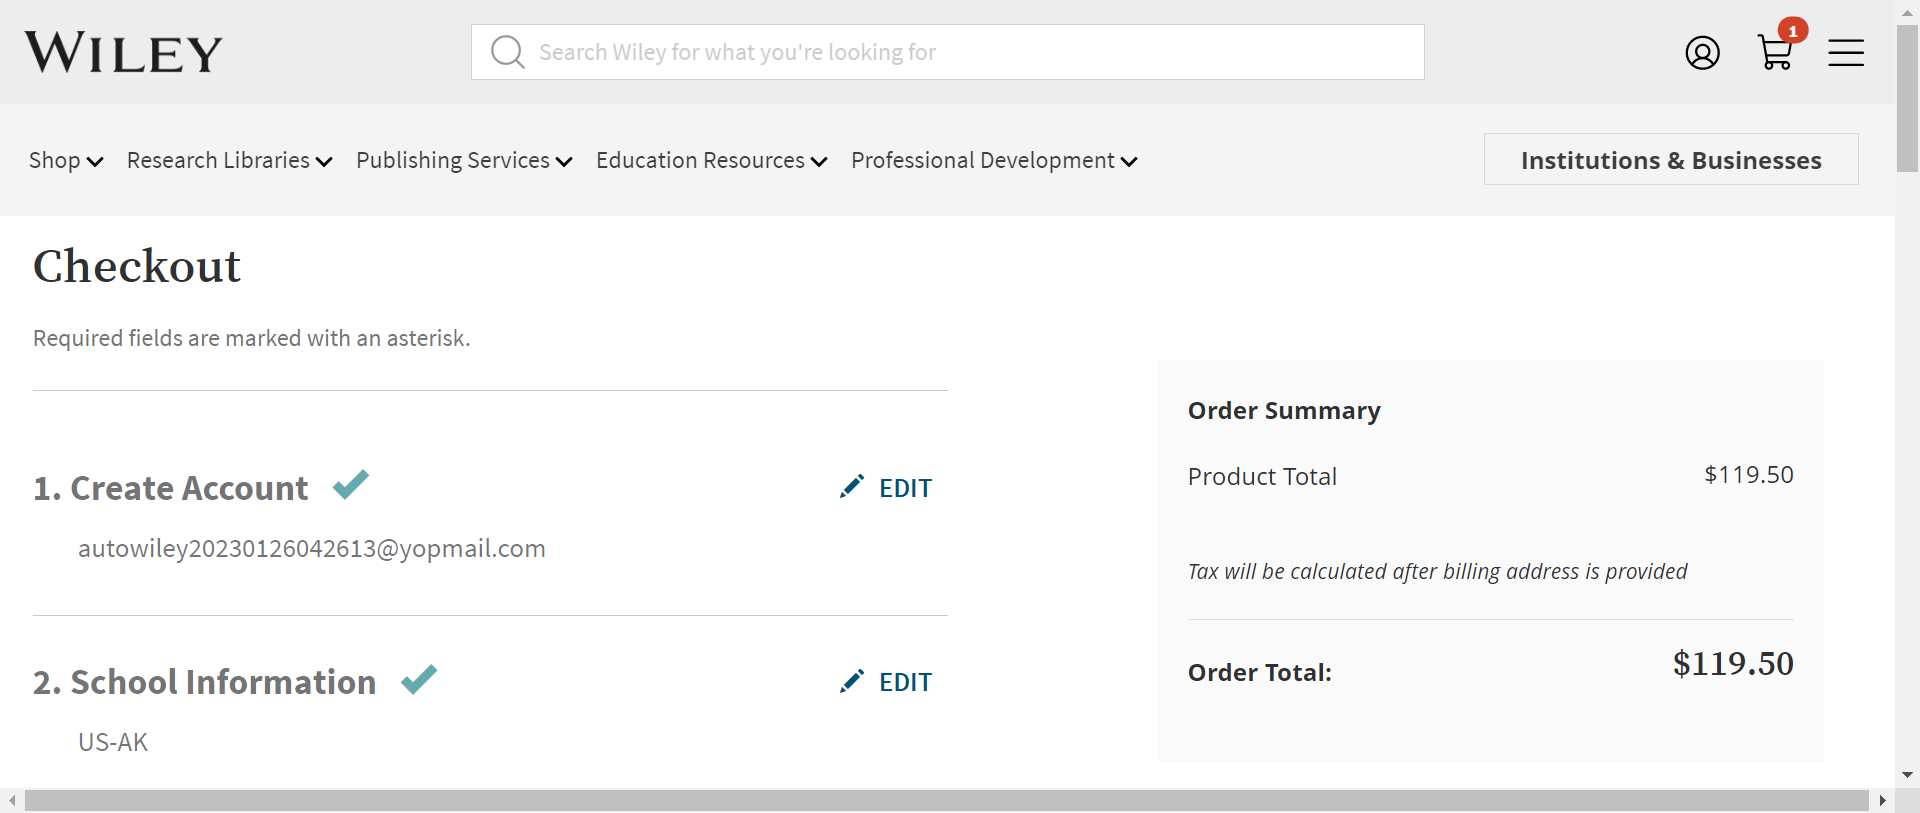 WILEY
Search Wiley for what you're looking for
1
Shop
Research Libraries
Publishing Services
Education Resources
Professional Development
Institutions & Businesses
Checkout
Required fields are marked with an asterisk.
1. Create Account
EDIT
autowiley20230126042613@yopmail.com
2. School Information
EDIT
US-AK
Order Summary
Product Total $119.50
Tax will be calculated after billing address is provided
Order Total: $119.50